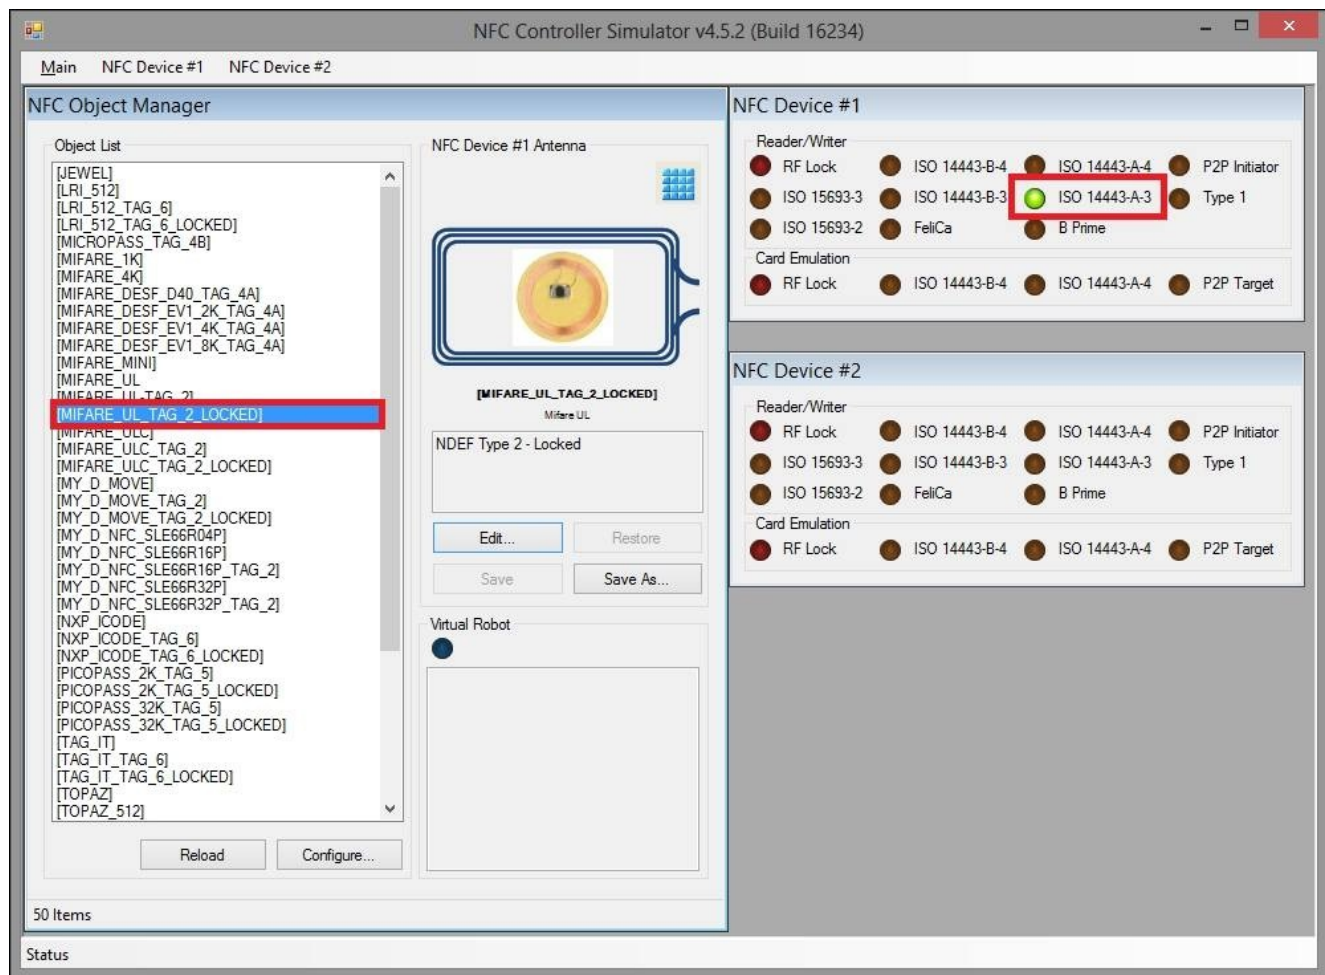 NFC Controller Simulator v4.5.2 (Build 16234)
Main NFC Device #1 NFC Device #2
NFC Object Manager
Object List
[JEWEL]
[LRI_512]
[LRI_512_TAG_6]
[LRI_512_TAG_6_LOCKED]
[MICROPASS_TAG_4B]
[MIFARE_1K]
[MIFARE_4K]
[MIFARE_DESF_D40_TAG_4A]
[MIFARE_DESF_EV1_2K_TAG_4A]
[MIFARE_DESF_EV1_4K_TAG_4A]
[MIFARE_DESF_EV1_8K_TAG_4A]
[MIFARE_MINI]
[MIFARE_UL
[MIFARE_UL-TAG_2]
[MIFARE_UL_TAG_2_LOCKED]
[MIFARE_ULC]
[MIFARE_ULC_TAG_2]
[MIFARE_ULC_TAG_2_LOCKED]
[MY_D_MOVE]
[MY_D_MOVE_TAG_2]
[MY_D_MOVE_TAG_2_LOCKED]
[MY_D_NFC_SLE66R04P]
[MY_D_NFC_SLE66R16P]
[MY_D_NFC_SLE66R16P_TAG_2]
[MY_D_NFC_SLE66R32P]
[MY_D_NFC_SLE66R32P_TAG_2]
[NXP_ICODE]
[NXP_ICODE_TAG_6]
[NXP_ICODE_TAG_6_LOCKED]
[PICOPASS_2K_TAG_5]
[PICOPASS_2K_TAG_5_LOCKED]
[PICOPASS_32K_TAG_5]
[PICOPASS_32K_TAG_5_LOCKED]
[TAG_IT]
[TAG_IT_TAG_6]
[TAG_IT_TAG_6_LOCKED]
[TOPAZ]
[TOPAZ_512]
Reload Configure...
50 Items
Status
NFC Device #1 Antenna
[MIFARE_UL_TAG_2_LOCKED]
Mifare UL
NDEF Type 2 - Locked
Edit... Restore
Save Save As...
Virtual Robot
NFC Device #1
Reader/Writer
RF Lock ISO 14443-B-4 ISO 14443-A-4 P2P Initiator
ISO 15693-3 ISO 14443-B-3 ISO 14443-A-3 Type 1
ISO 15693-2 FeliCa B Prime
Card Emulation
RF Lock ISO 14443-B-4 ISO 14443-A-4 P2P Target
NFC Device #2
Reader/Writer
RF Lock ISO 14443-B-4 ISO 14443-A-4 P2P Initiator
ISO 15693-3 ISO 14443-B-3 ISO 14443-A-3 Type 1
ISO 15693-2 FeliCa B Prime
Card Emulation
RF Lock ISO 14443-B-4 ISO 14443-A-4 P2P Target